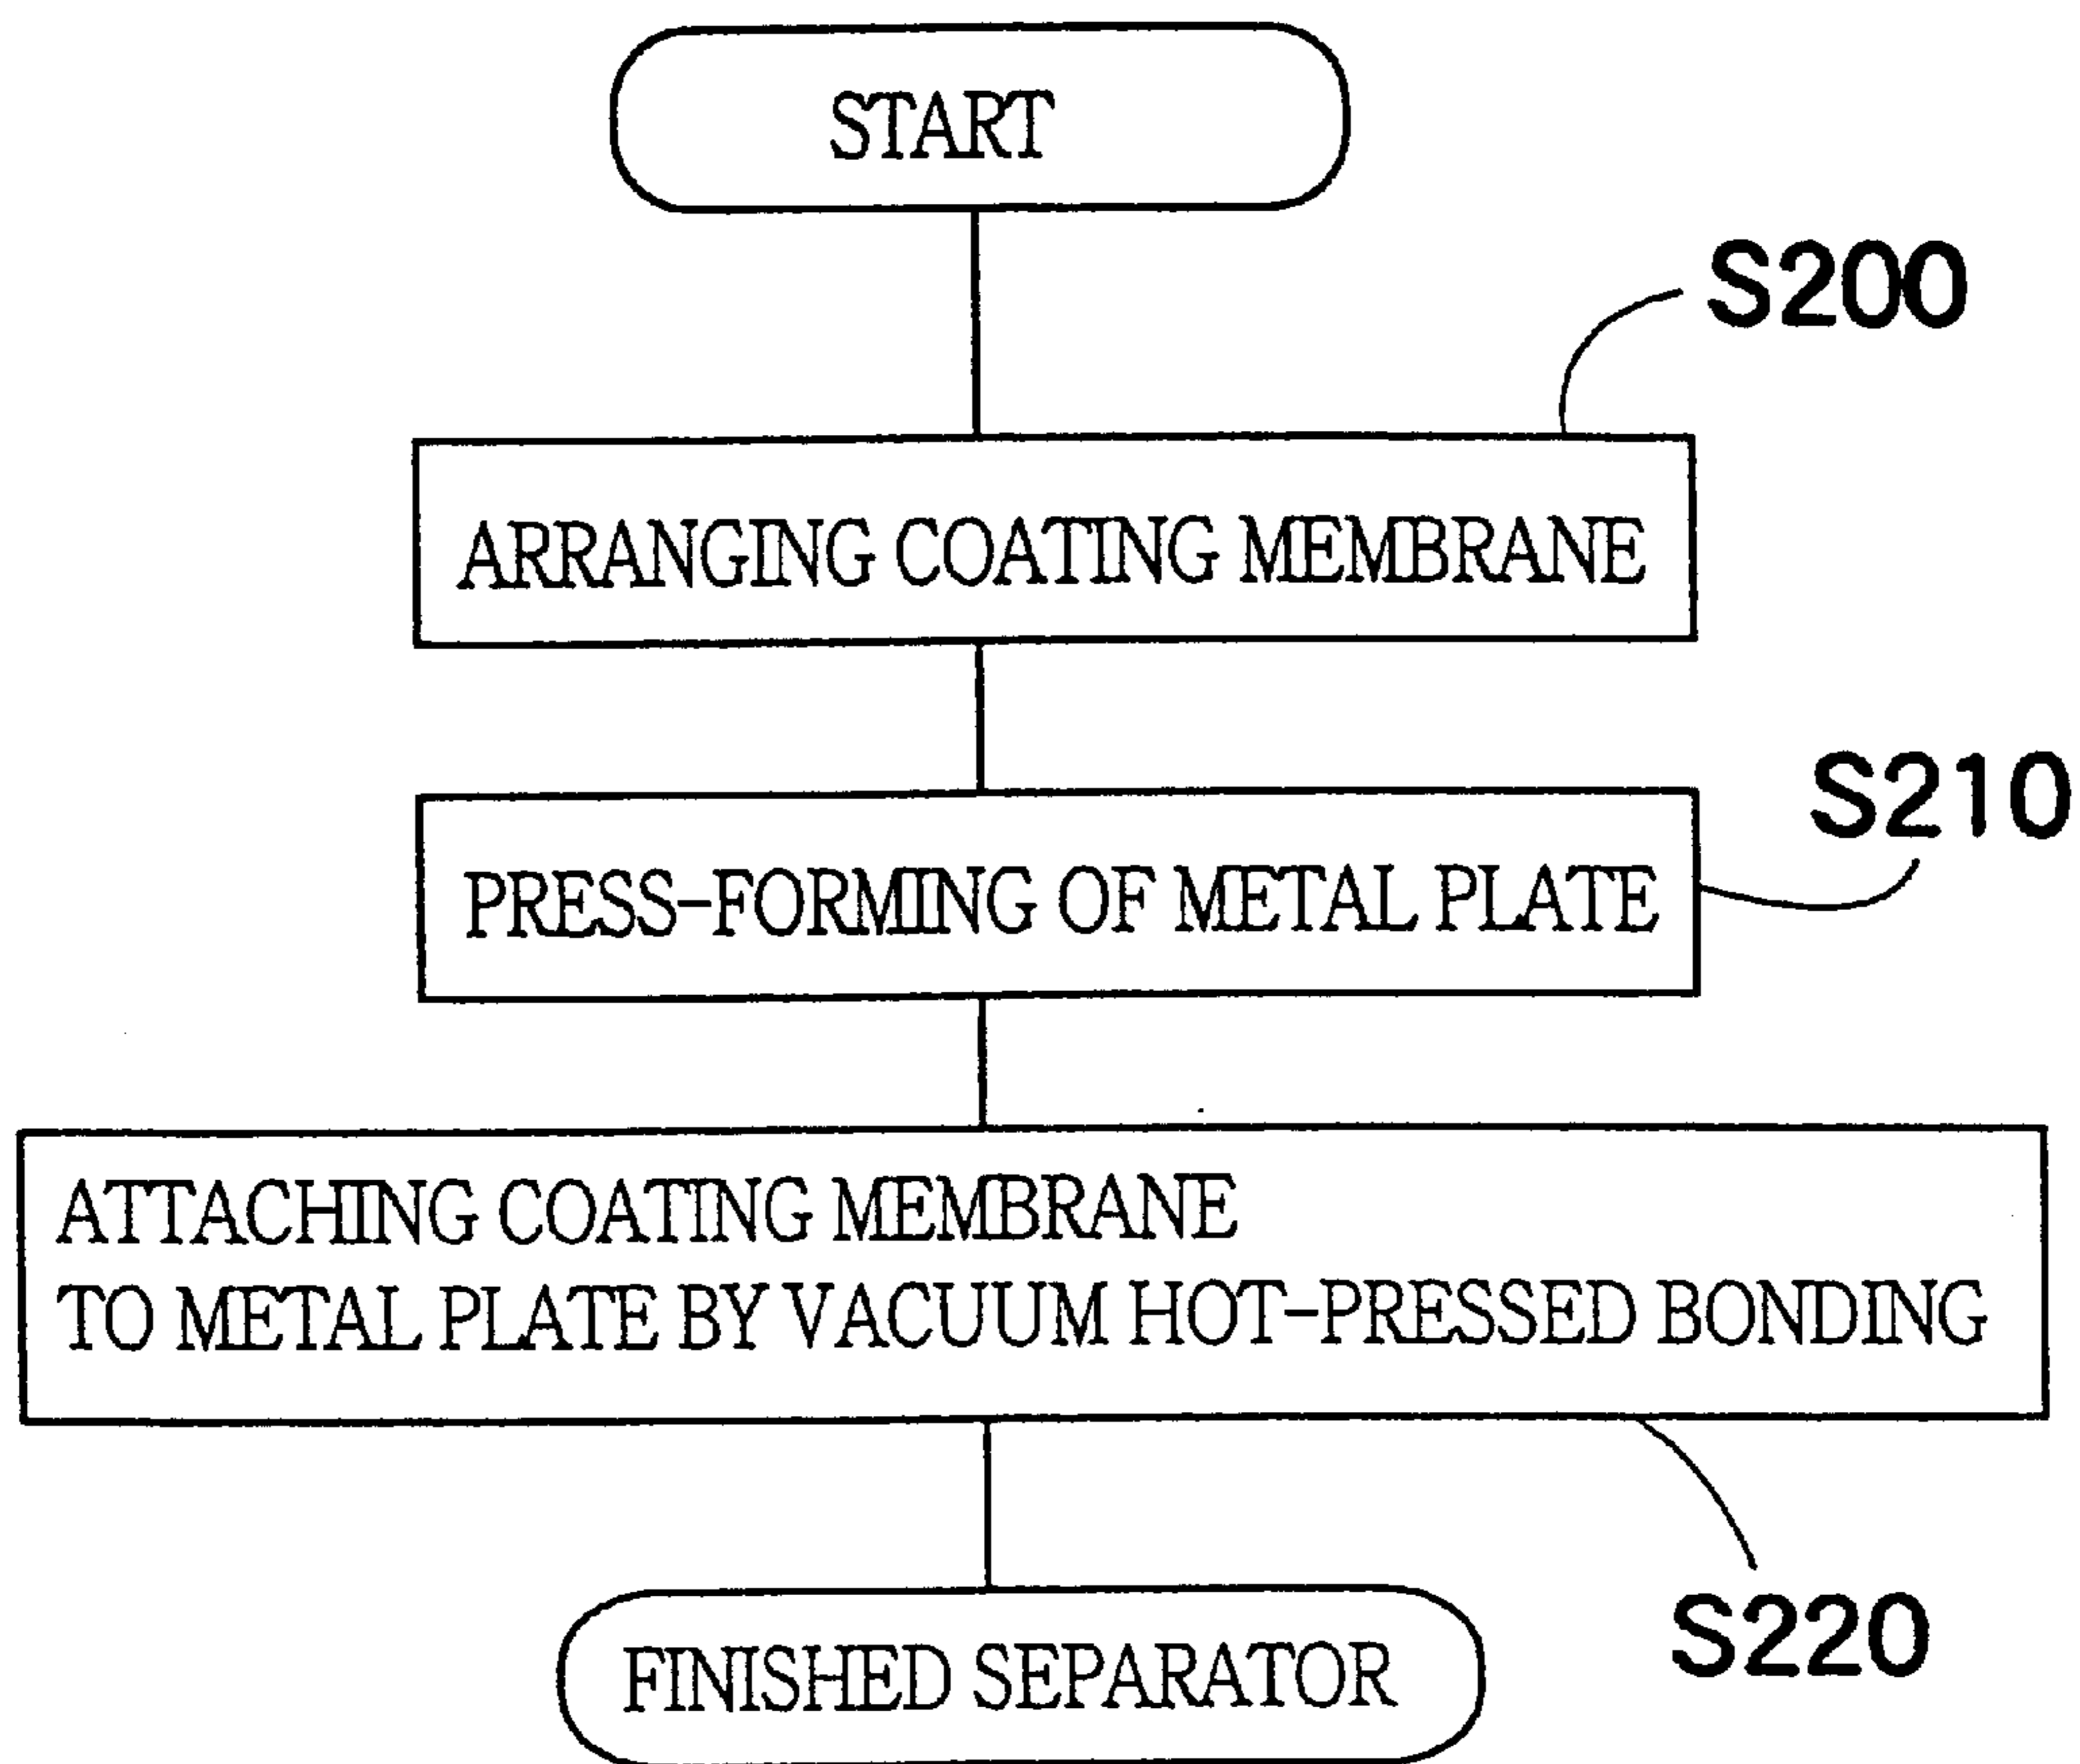 START
S200
ARRANGING COATING MEMBRANE
S210
PRESS-FORMING OF METAL PLATE
ATTACHING COATING MEMBRANE
TO METAL PLATE BY VACUUM HOT-PRESSED BONDING
S220
FINISHED SEPARATOR